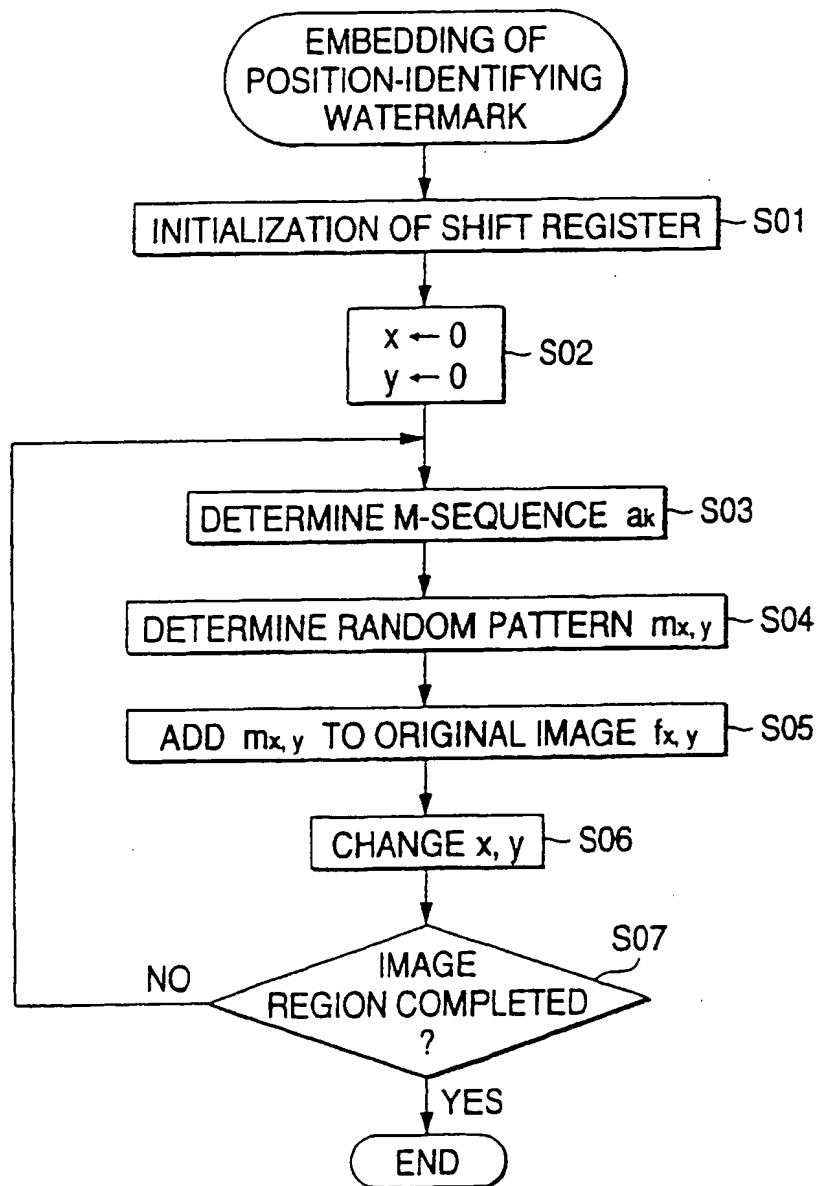 EMBEDDING OF
POSITION-IDENTIFYING
WATERMARK
INITIALIZATION OF SHIFT REGISTER
S01
x ← 0
y ← 0
S02
DETERMINE M-SEQUENCE ak
S03
DETERMINE RANDOM PATTERN mx, y
S04
ADD mx, y TO ORIGINAL IMAGE fx, y
S05
CHANGE x, y
S06
S07
IMAGE
REGION COMPLETED
?
NO
YES
END